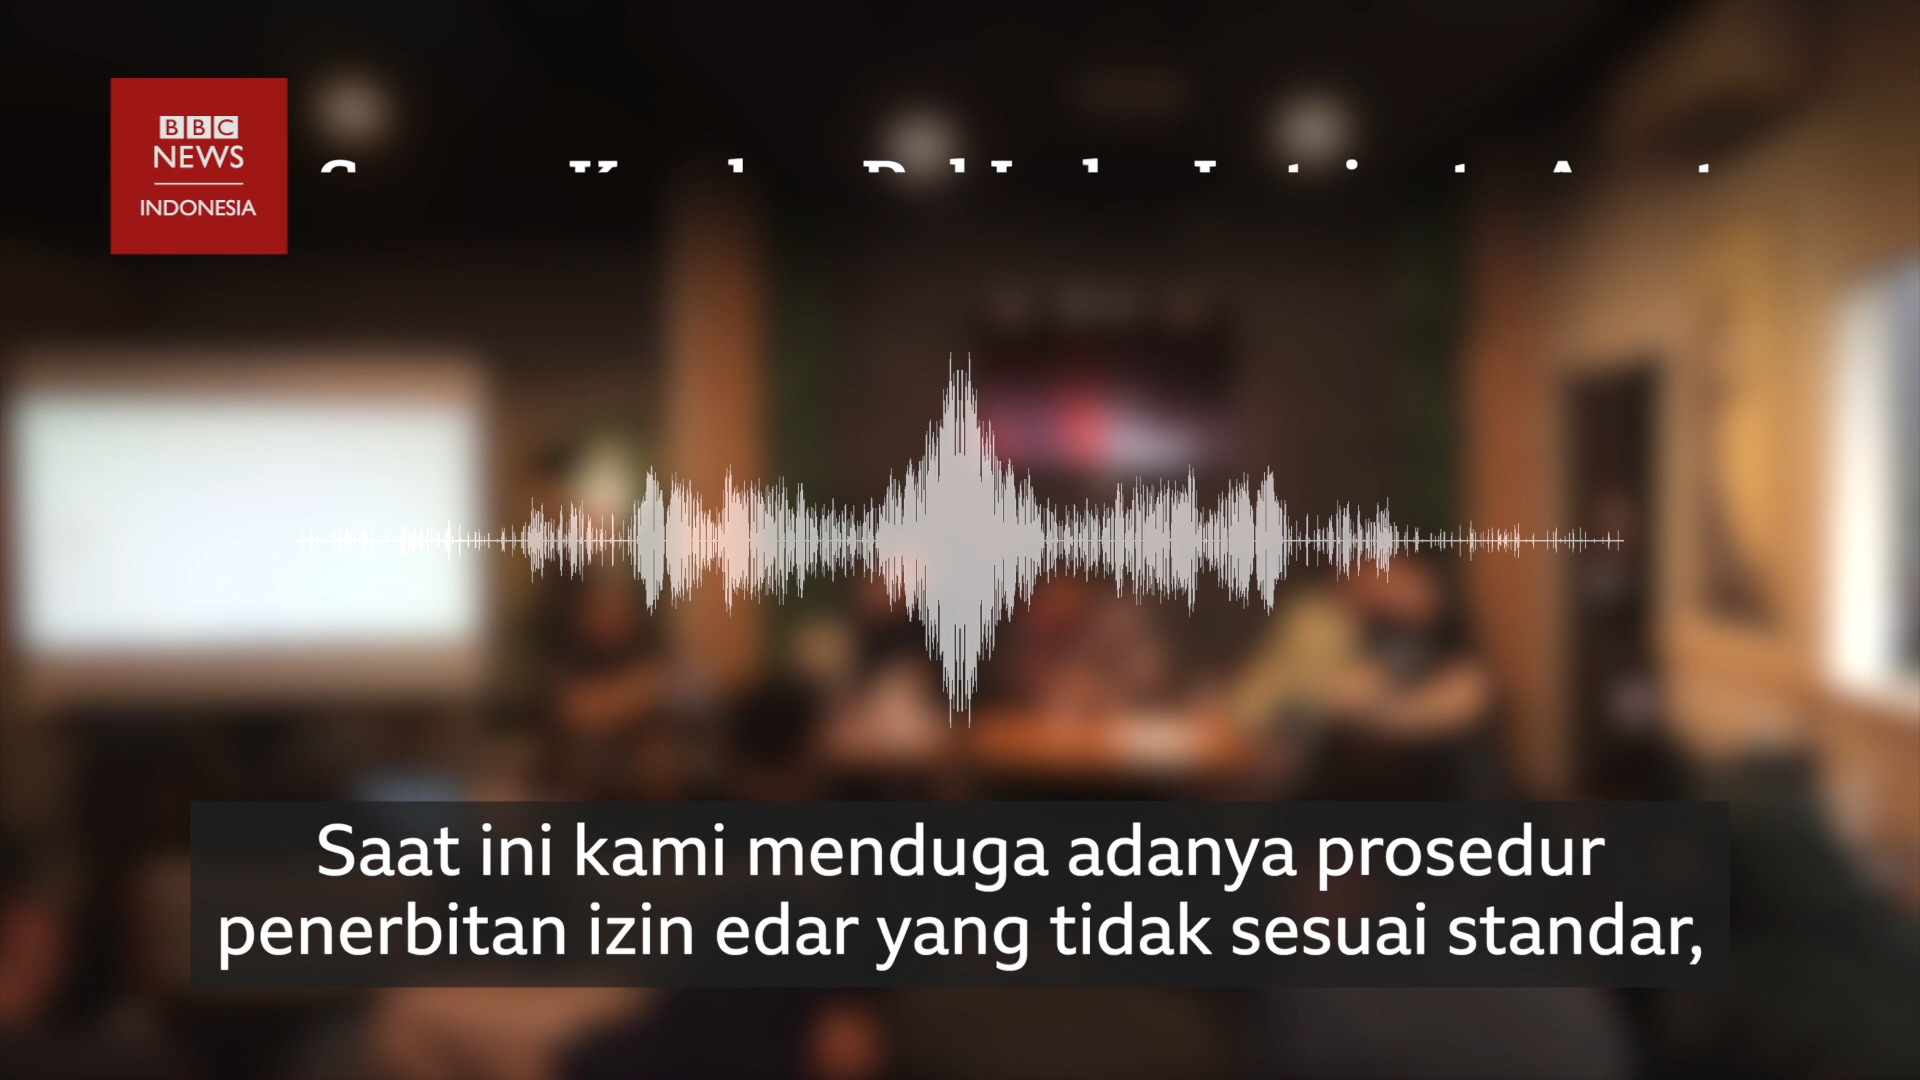 BBC
NEWS
INDONESIA
Saat ini kami menduga adanya prosedur
penerbitan izin edar yang tidak sesuai standar,